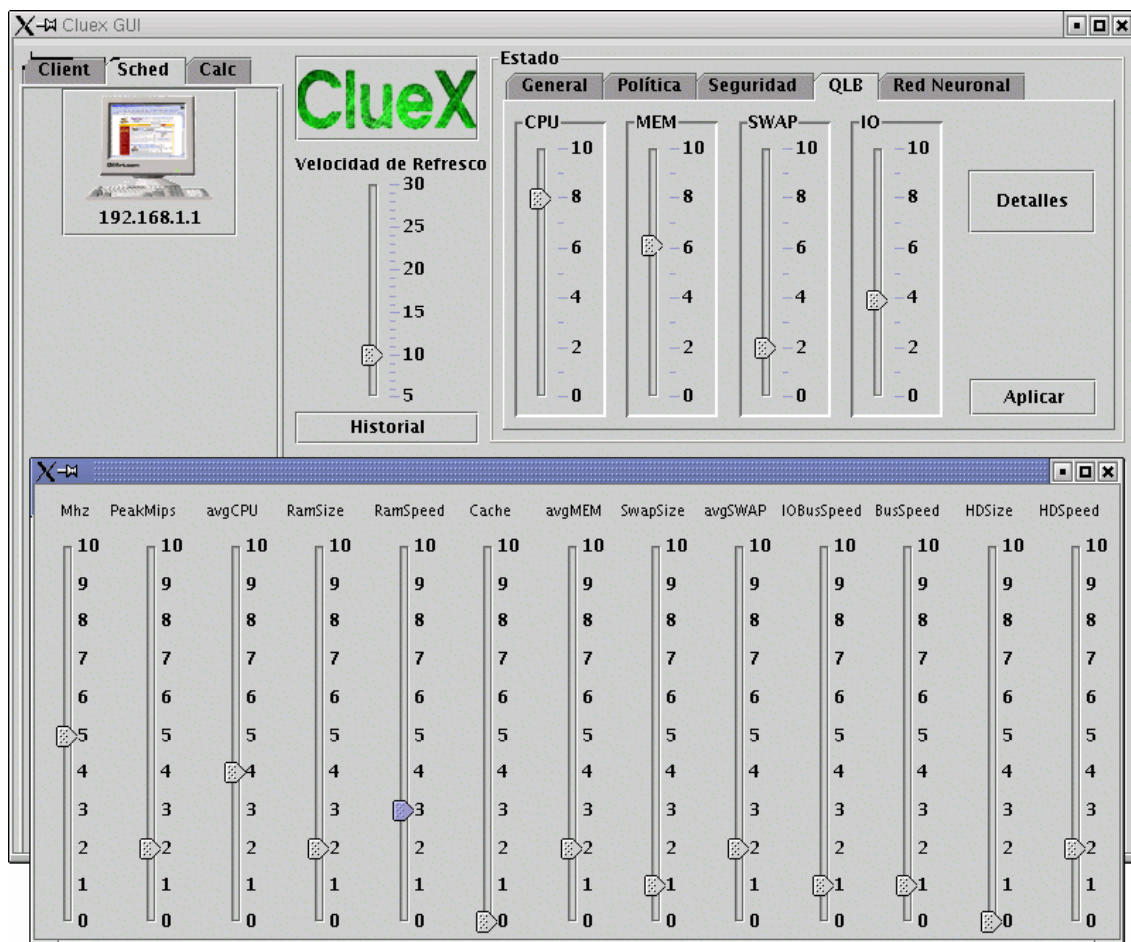 Cluex GUI
Client Sched Calc
192.168.1.1
ClueX
Velocidad de Refresco
30
25
20
15
10
5
Historial
Estado
General Política Seguridad QLB Red Neuronal
CPU MEM SWAP IO
10 10 10 10
8 8 8 8
6 6 6 6
4 4 4 4
2 2 2 2
0 0 0 0
Detalles
Aplicar
Mhz PeakMips avgCPU RamSize RamSpeed Cache avgMEM SwapSize avgSWAP IOBusSpeed BusSpeed HDSize HDSpeed
10 10 10 10 10 10 10 10 10 10 10 10 10
9 9 9 9 9 9 9 9 9 9 9 9 9
8 8 8 8 8 8 8 8 8 8 8 8 8
7 7 7 7 7 7 7 7 7 7 7 7 7
6 6 6 6 6 6 6 6 6 6 6 6 6
5 5 5 5 5 5 5 5 5 5 5 5 5
4 4 4 4 4 4 4 4 4 4 4 4 4
3 3 3 3 3 3 3 3 3 3 3 3 3
2 2 2 2 2 2 2 2 2 2 2 2 2
1 1 1 1 1 1 1 1 1 1 1 1 1
0 0 0 0 0 0 0 0 0 0 0 0 0